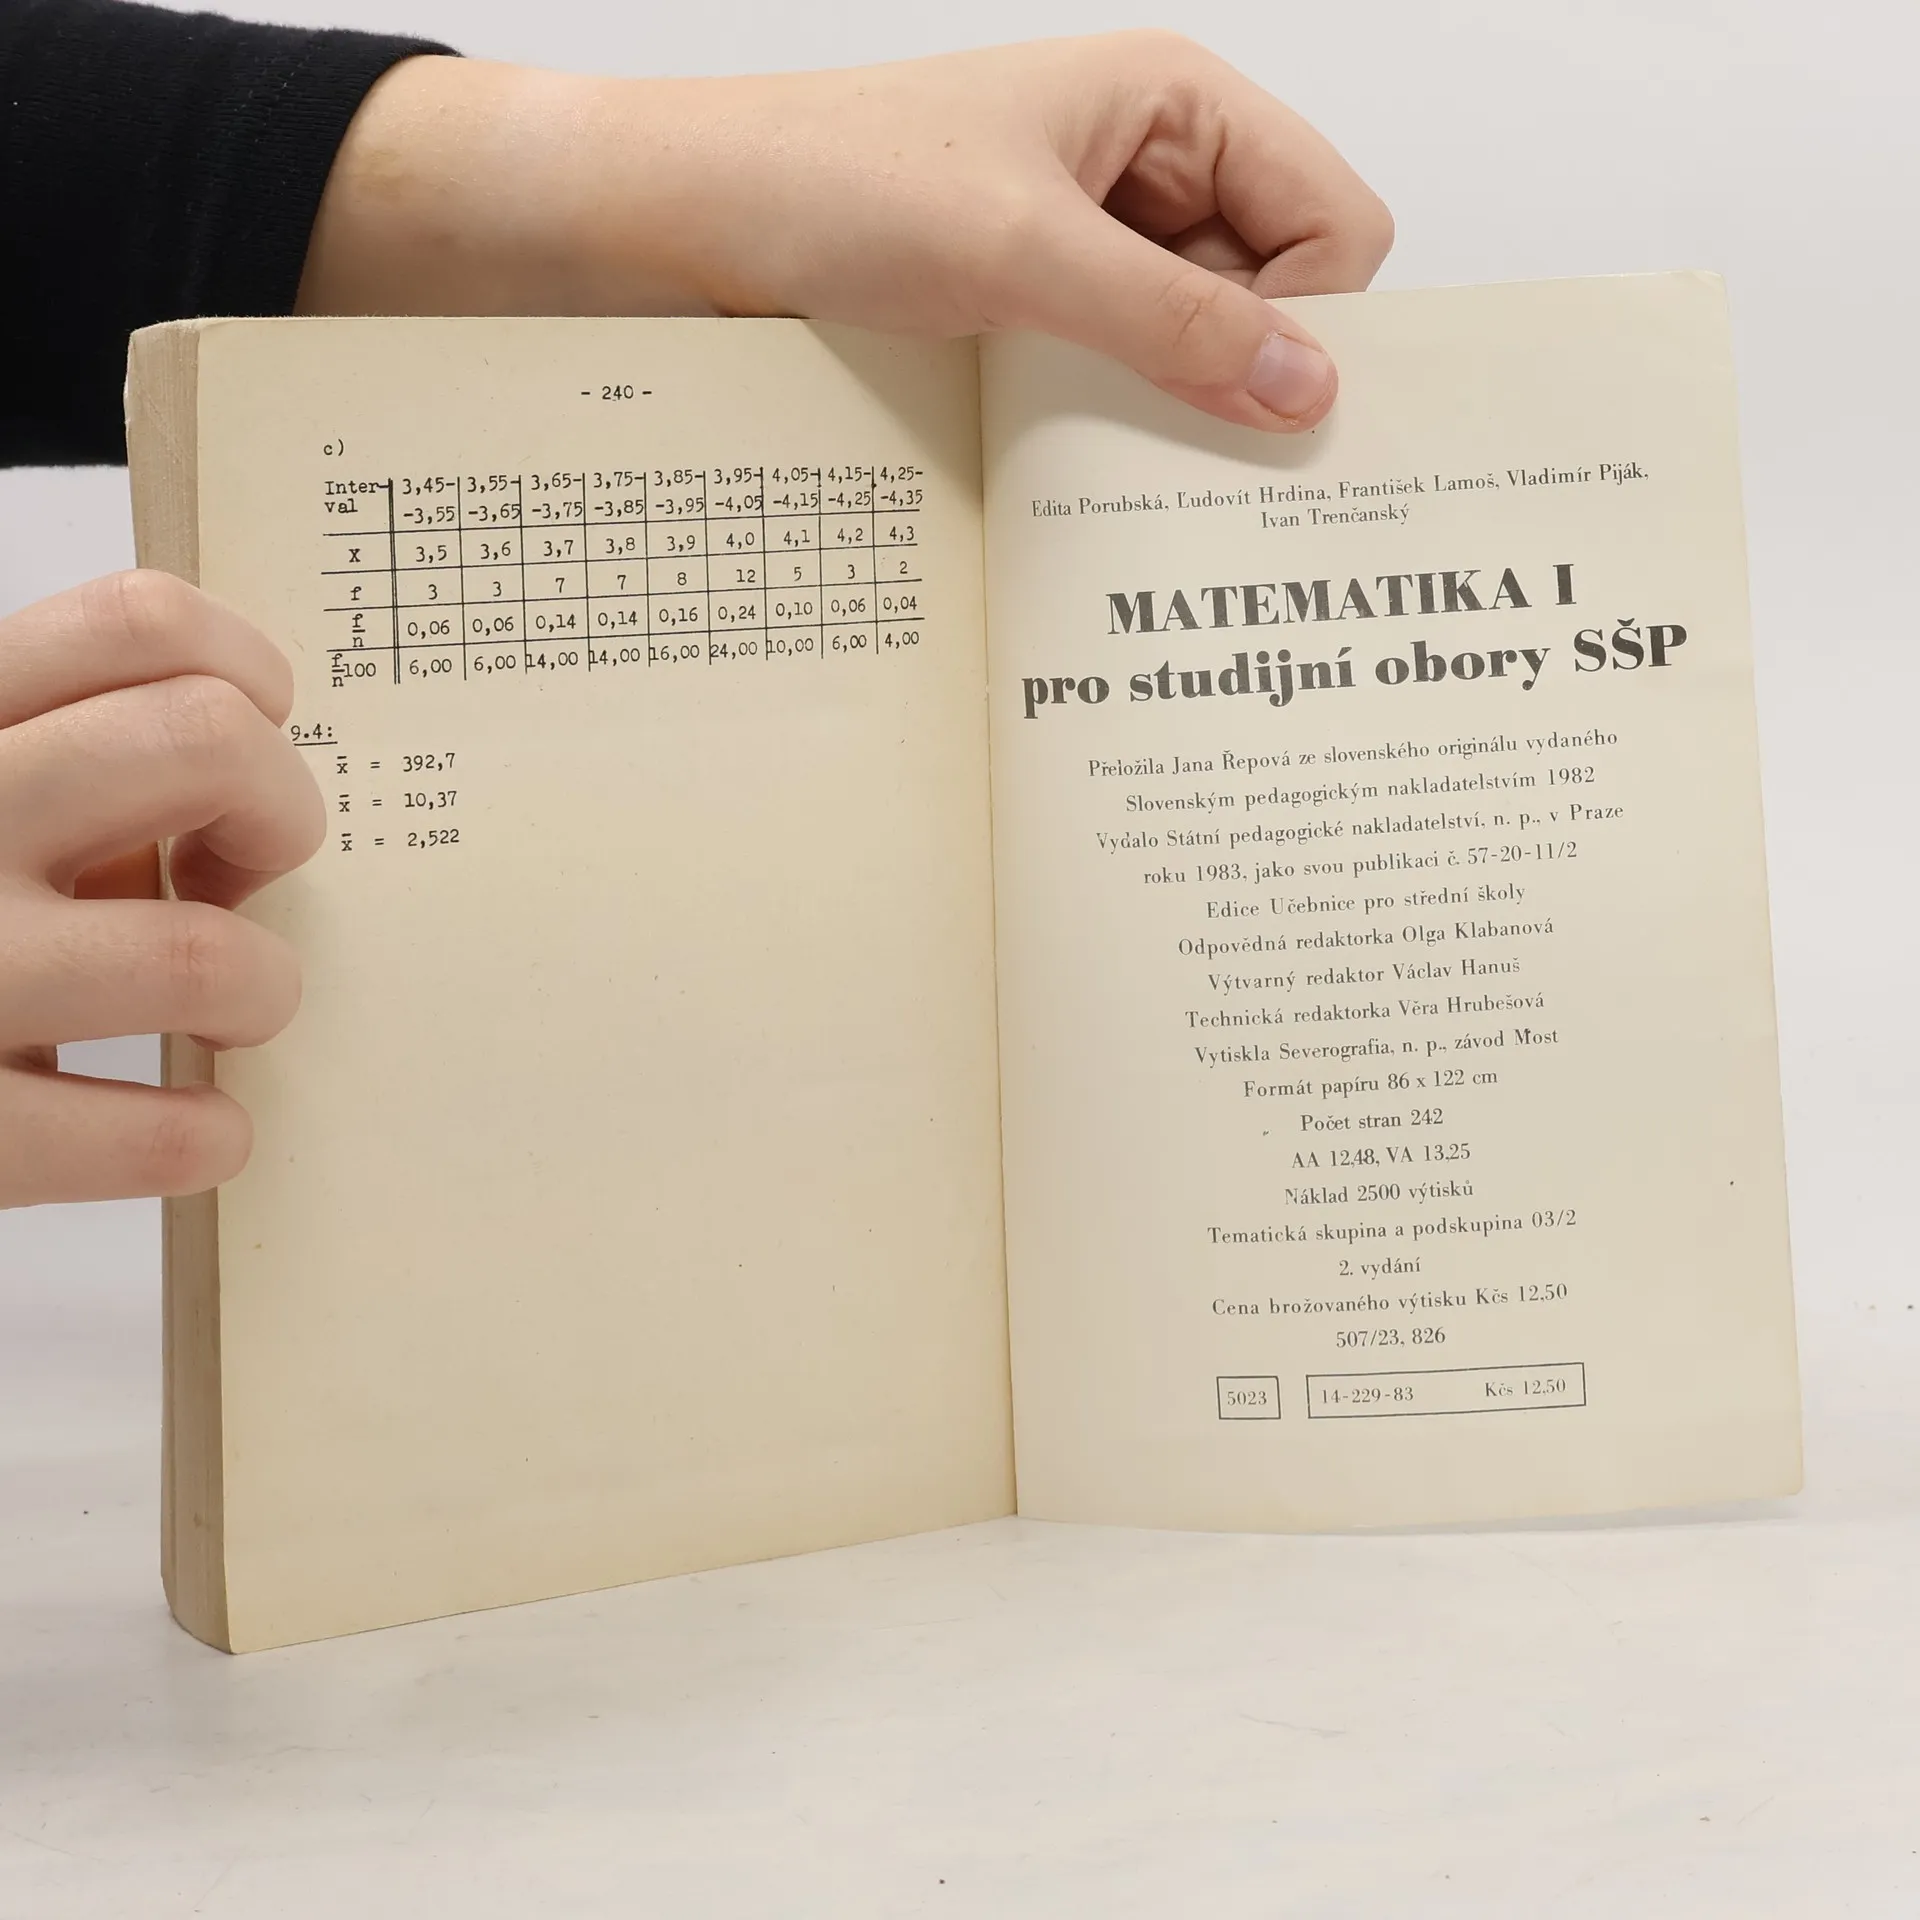 - 240 -
c)
Inter- 3,45- 3,55- 3,65- 3,75- 3,85- 3,95- 4,05- 4,15- 4,25-
val -3,55 -3,65 -3,75 -3,85 -3,95 -4,05 -4,15 -4,25 -4,35
X 3,5 3,6 3,7 3,8 3,9 4,0 4,1 4,2 4,3
f 3 3 7 7 8 12 5 3 2
f/n 0,06 0,06 0,14 0,14 0,16 0,24 0,10 0,06 0,04
f/n 100 6,00 6,00 14,00 14,00 16,00 24,00 10,00 6,00 4,00
9.4:
x̄ = 392,7
x̄ = 10,37
x̄ = 2,522
Edita Porubská, Ľudovít Hrdina, František Lamoš, Vladimír Piják,
Ivan Trenčanský
MATEMATIKA I
pro studijní obory SŠP
Přeložila Jana Řepová ze slovenského originálu vydaného
Slovenským pedagogickým nakladatelstvím 1982
Vydalo Státní pedagogické nakladatelství, n. p., v Praze
roku 1983, jako svou publikaci č. 57-20-11/2
Edice Učebnice pro střední školy
Odpovědná redaktorka Olga Klabanová
Výtvarný redaktor Václav Hanuš
Technická redaktorka Věra Hrubešová
Vytiskla Severografia, n. p., závod Most
Formát papíru 86 x 122 cm
Počet stran 242
AA 12,48, VA 13,25
Náklad 2500 výtisků
Tematická skupina a podskupina 03/2
2. vydání
Cena brožovaného výtisku Kčs 12,50
507/23, 826
5023 14-229-83 Kčs 12,50